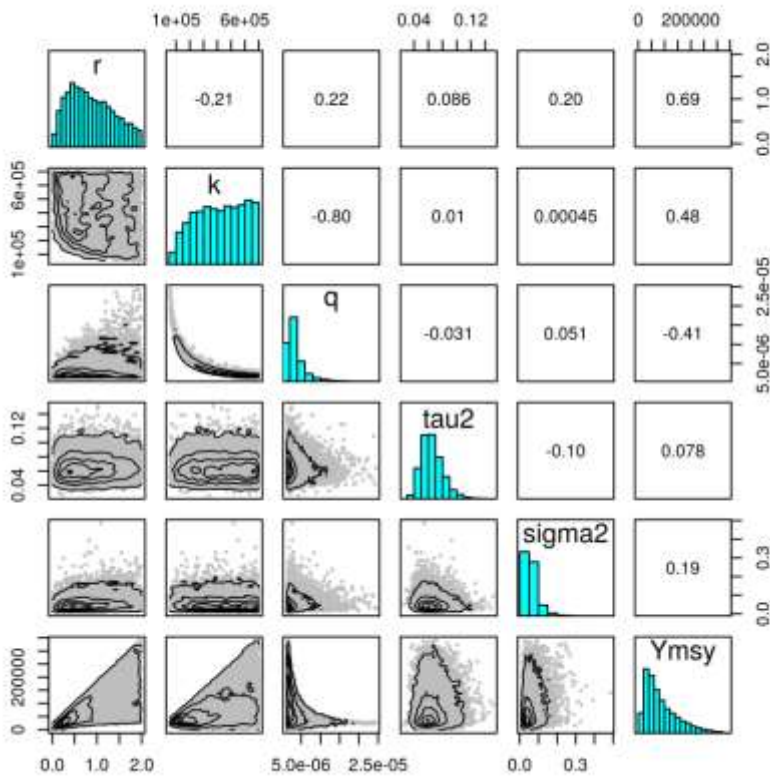 1e+05 6e+05 0.04 0.12 0 200000
r -0.21 0.22 0.086 0.20 0.69 0.0 1.0 2.0
1e+05 6e+05 k -0.80 0.01 0.00045 0.48
q -0.031 0.051 -0.41 5.0e-06 2.5e-05
0.04 0.12 tau2 -0.10 0.078
sigma2 0.19 0.0 0.3
0 200000 Ymsy
0.0 1.0 2.0 5.0e-06 2.5e-05 0.0 0.3